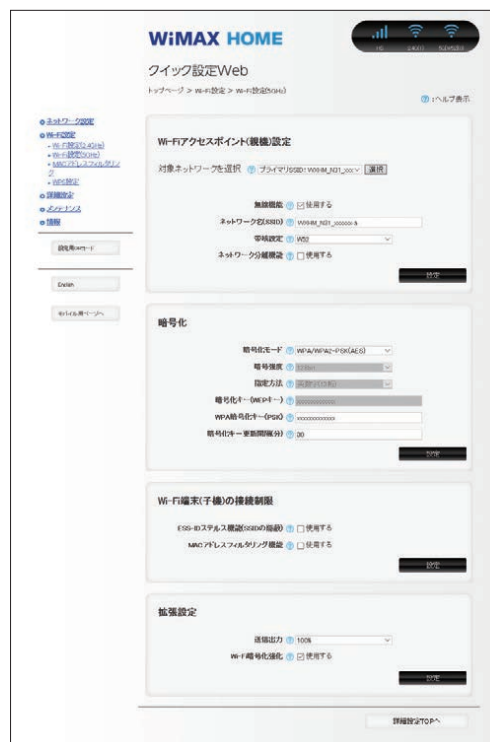 WiMAX HOME
クイック設定Web
トップページ > Wi-Fi設定 > Wi-Fi設定(5GHz)
:ヘルプ表示
ネットワーク設定
Wi-Fi設定
Wi-Fi設定(2.4GHz)
Wi-Fi設定(5GHz)
MACアドレスフィルタリング
WPS設定
詳細設定
メンテナンス
情報
English
モバイル用ページへ
Wi-Fiアクセスポイント(親機)設定
対象ネットワークを選択 選択
無線機能 使用する
ネットワーク名(SSID)
帯域設定 W52
ネットワーク分離機能 使用する
設定
暗号化
暗号化モード WPA/WPA2-PSK(AES)
暗号強度
指定方法
暗号化キー(WEPキー)
WPA暗号化キー(PSK) xxxxxxxxxxxxx
暗号化キー更新間隔(分) 30
設定
Wi-Fi端末(子機)の接続制限
ESS-IDステルス機能(SSIDの隠蔽) 使用する
MACアドレスフィルタリング機能 使用する
設定
拡張設定
送信出力 100%
Wi-Fi暗号化強化 使用する
設定
詳細設定TOPへ